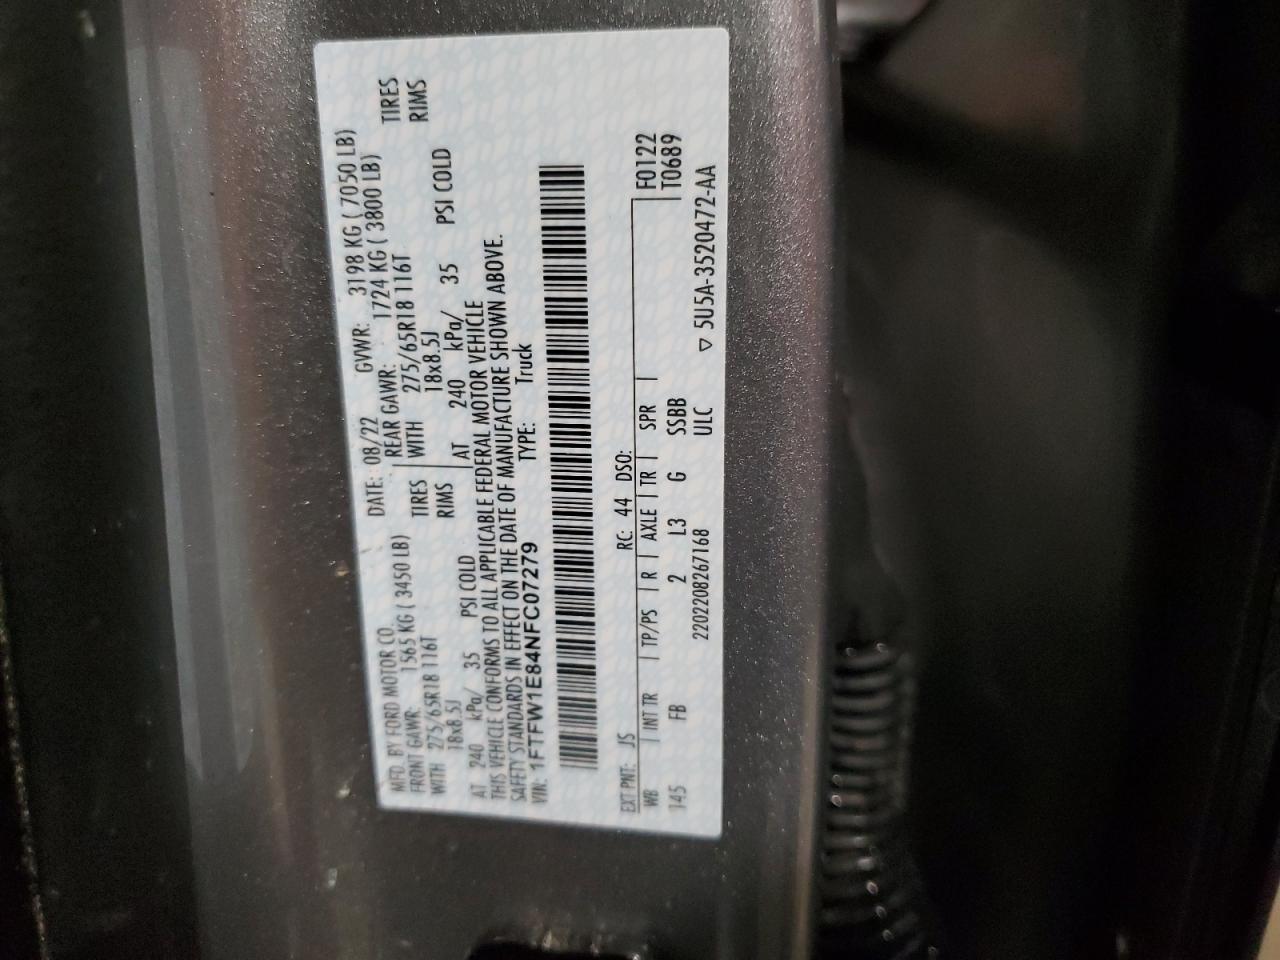 MFD. BY FORD MOTOR CO.
DATE: 08/22 GVWR: 3198 KG ( 7050 LB)
FRONT GAWR: 1565 KG ( 3450 LB) REAR GAWR: 1724 KG ( 3800 LB)
WITH 275/65R18 116T TIRES WITH 275/65R18 116T TIRES
18x8.5J RIMS 18x8.5J RIMS
AT 240 kPa/ 35 PSI COLD AT 240 kPa/ 35 PSI COLD
THIS VEHICLE CONFORMS TO ALL APPLICABLE FEDERAL MOTOR VEHICLE
SAFETY STANDARDS IN EFFECT ON THE DATE OF MANUFACTURE SHOWN ABOVE.
VIN: 1FTFW1E84NFC07279 TYPE: Truck
EXT PNT: JS RC: 44 DSO: F0122
WB INT TR TP/PS R AXLE TR SPR T0689
145 FB 2 L3 G SSBB
2202208267168 ULC ▽ 5U5A-3520472-AA